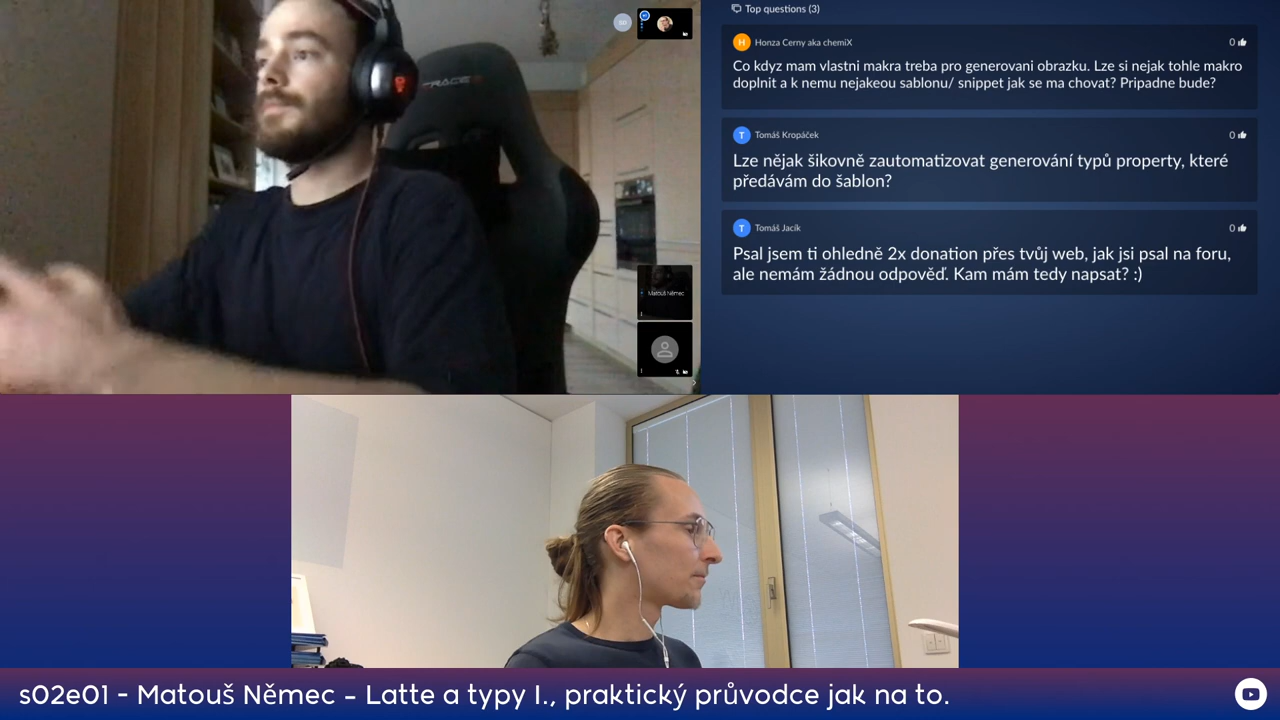 Top questions (3)
H Honza Cerny aka chemiX 0
Co kdyz mam vlastni makra treba pro generovani obrazku. Lze si nejak tohle makro
doplnit a k nemu nejakeou sablonu/ snippet jak se ma chovat? Pripadne bude?
T Tomáš Kropáček 0
Lze nějak šikovně zautomatizovat generování typů property, které
předávám do šablon?
T Tomáš Jacik 0
Psal jsem ti ohledně 2x donation přes tvůj web, jak jsi psal na foru,
ale nemám žádnou odpověď. Kam mám tedy napsat? :)
Matouš Němec
s02e01 - Matouš Němec - Latte a typy I., praktický průvodce jak na to.